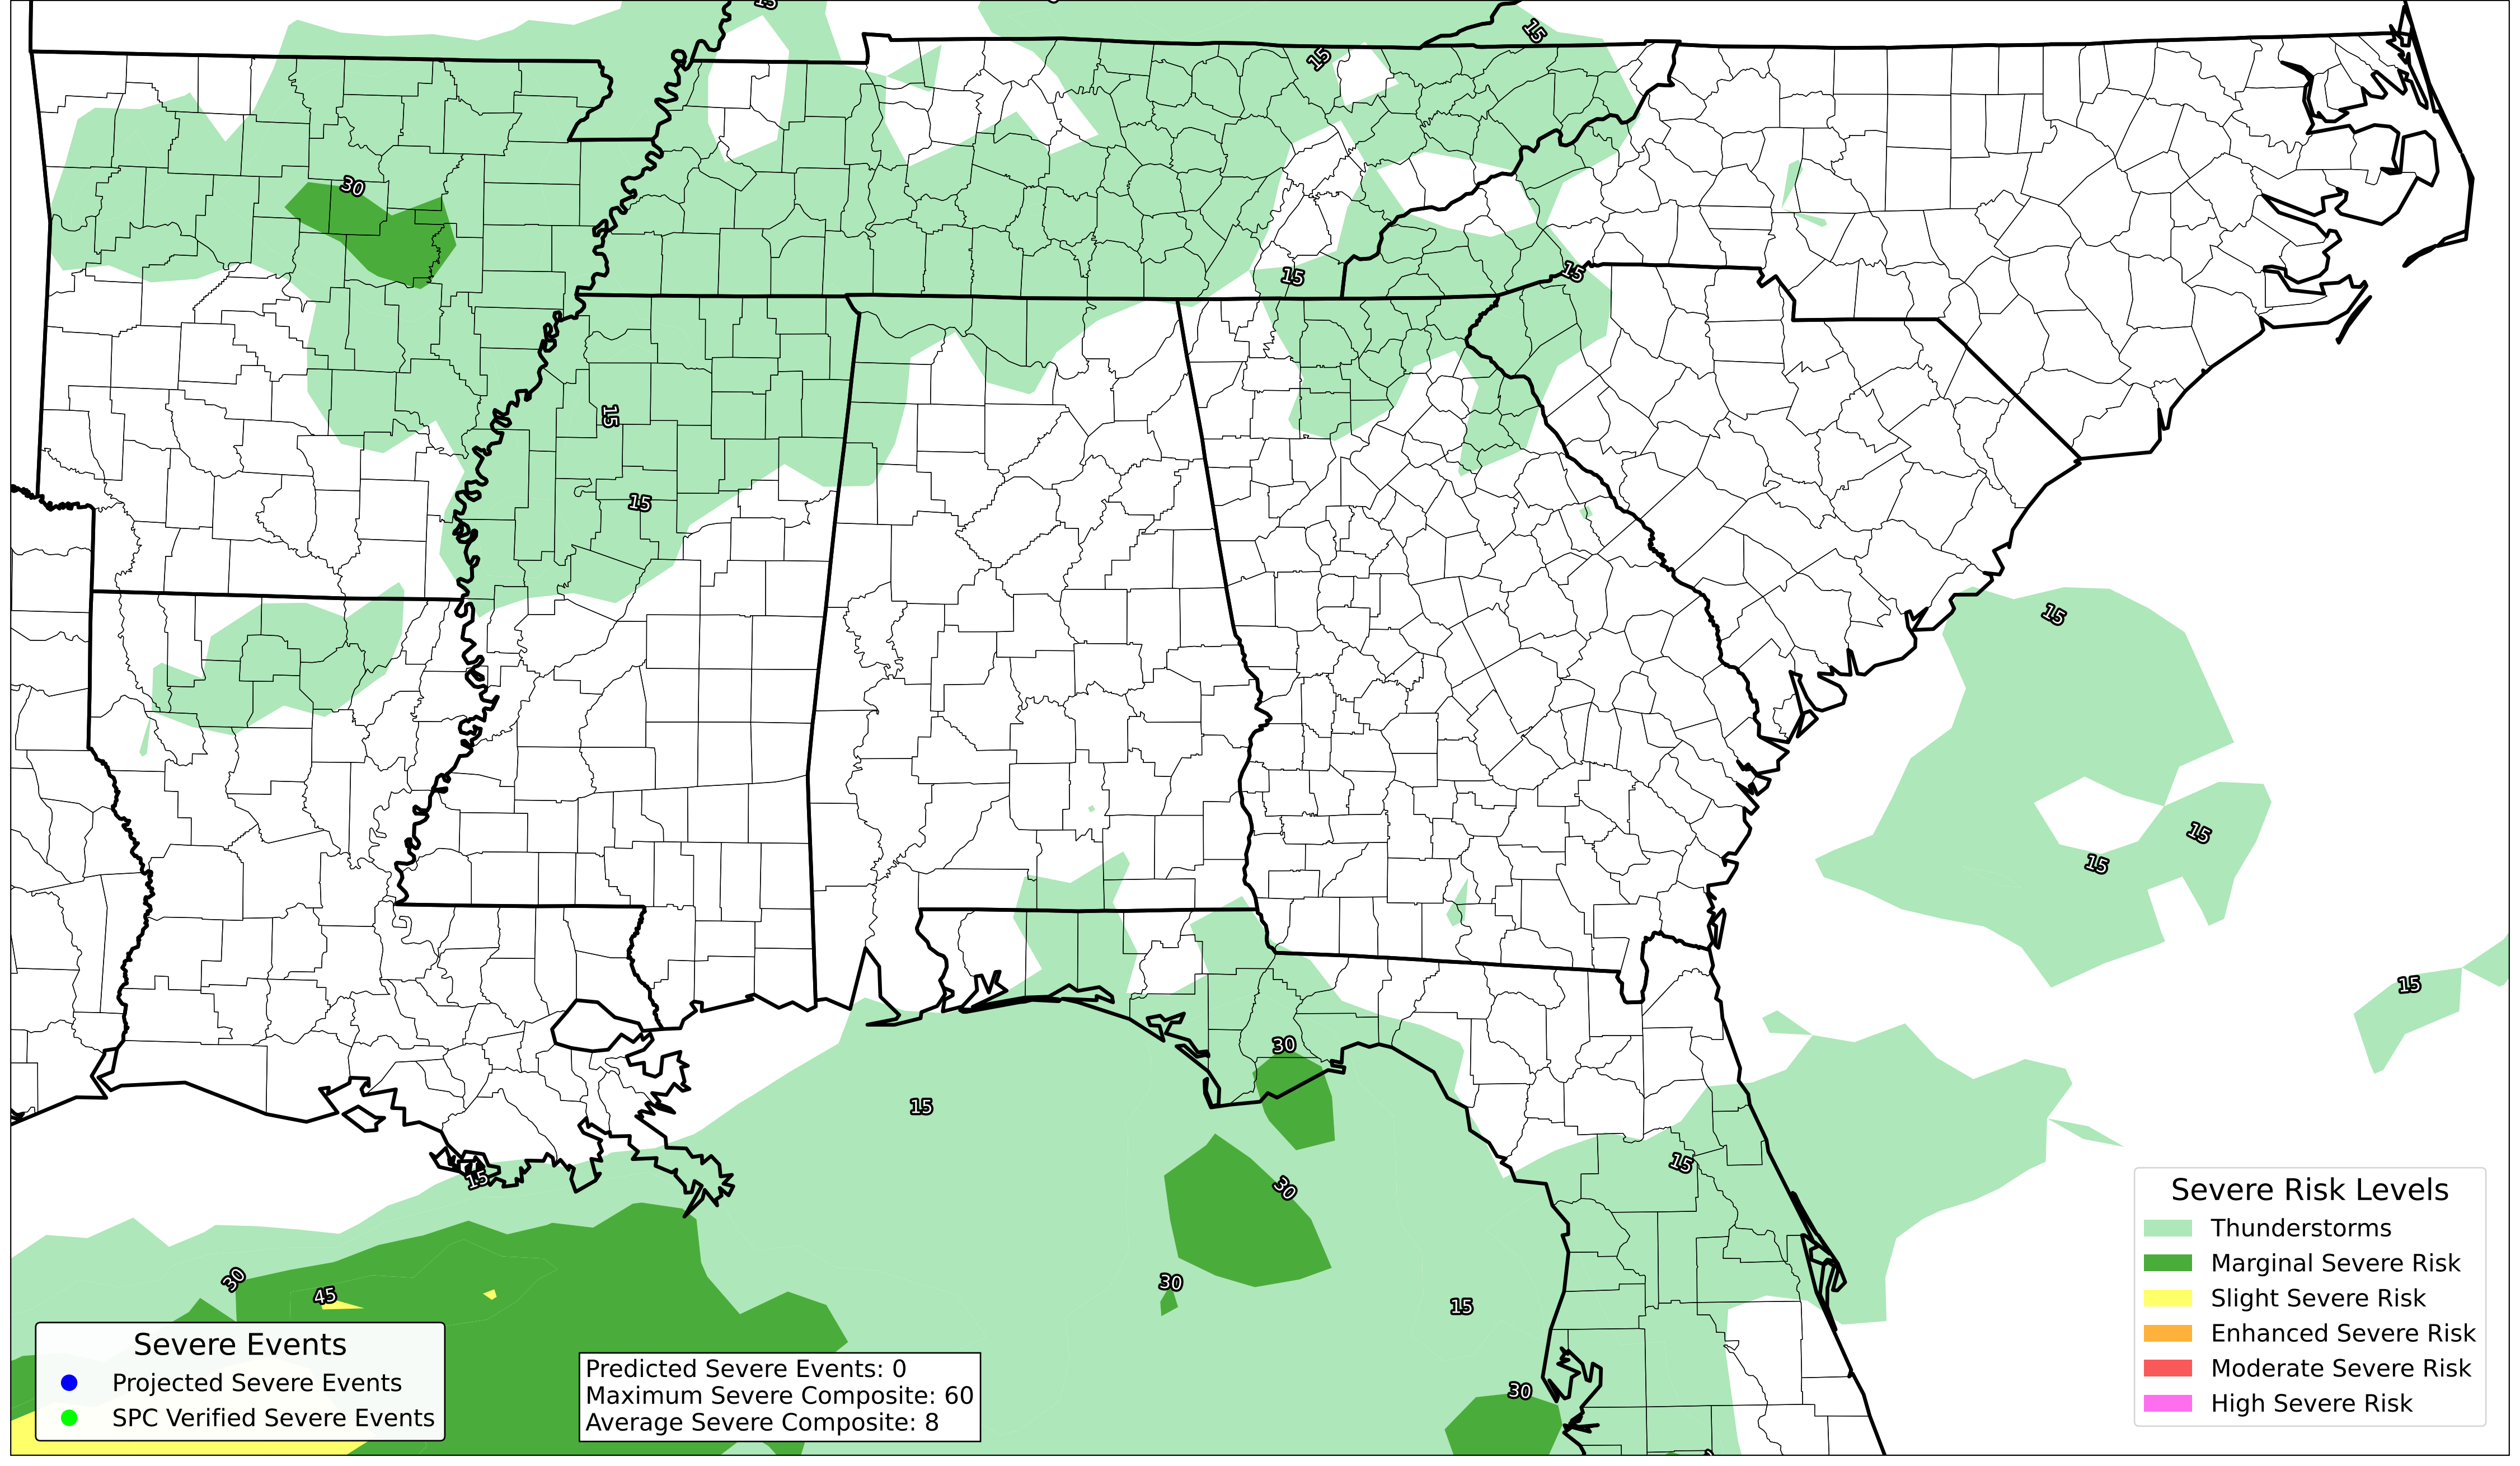 15
15
15
30
15
15
15
15
15
15
15
15
30
15
15
15
30
15
30
45
30
15
30
Severe Events
Projected Severe Events
SPC Verified Severe Events
Predicted Severe Events: 0
Maximum Severe Composite: 60
Average Severe Composite: 8
Severe Risk Levels
Thunderstorms
Marginal Severe Risk
Slight Severe Risk
Enhanced Severe Risk
Moderate Severe Risk
High Severe Risk